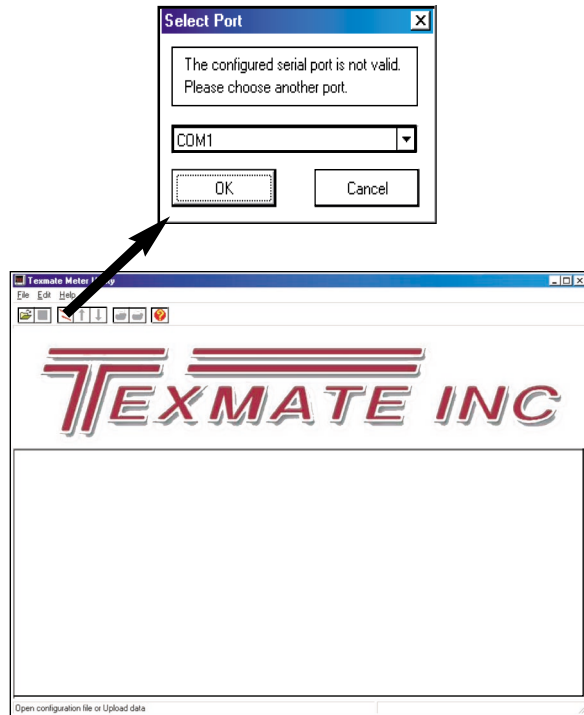 Select Port
The configured serial port is not valid.
Please choose another port.
COM1
OK
Cancel
Texmate Meter
File Edit Help
TEXMATE INC
Open configuration file or Upload data